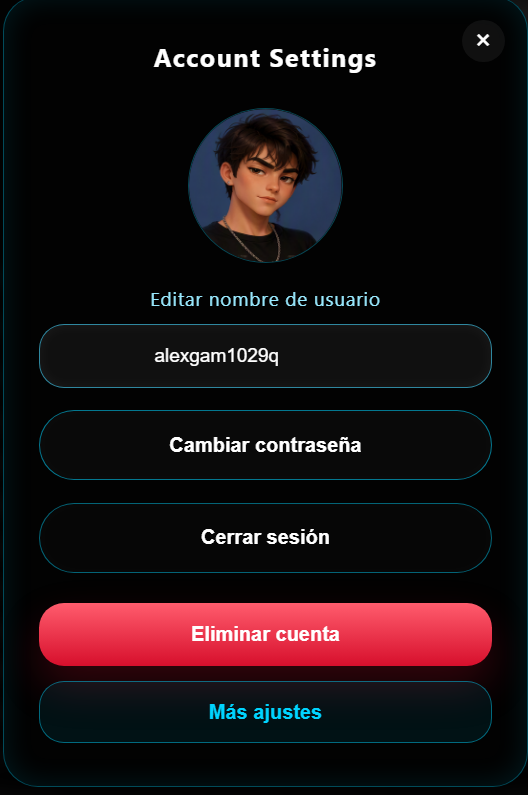 Account Settings
×
Editar nombre de usuario
alexgam1029q
Cambiar contraseña
Cerrar sesión
Eliminar cuenta
Más ajustes